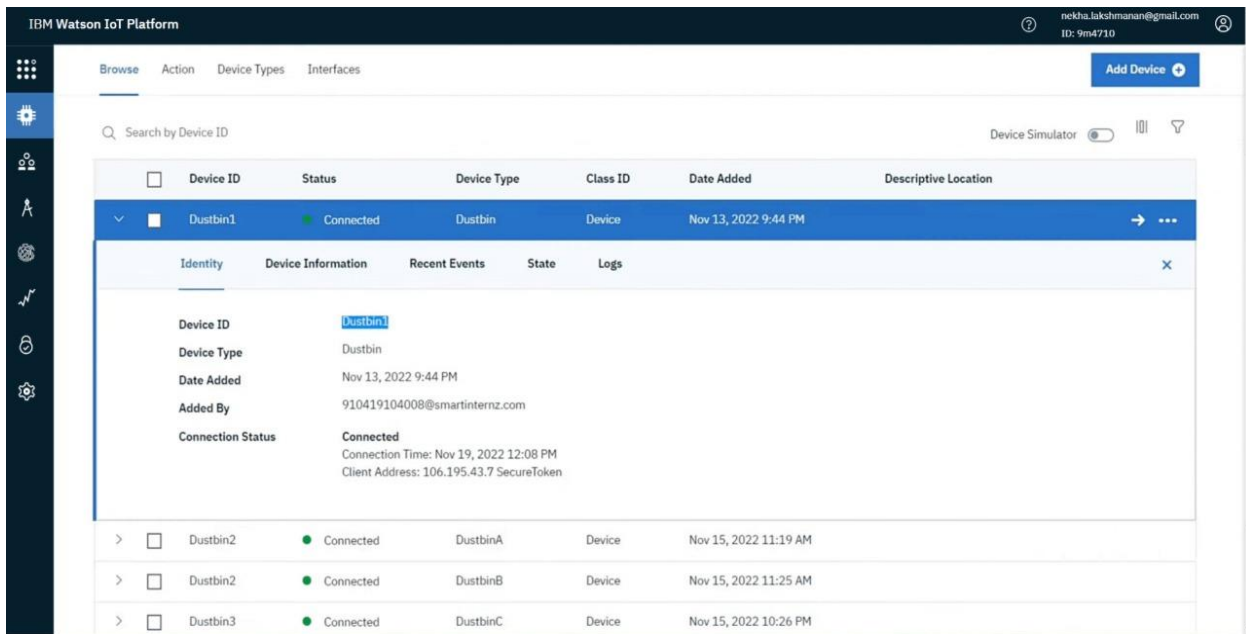 IBM Watson IoT Platform
nekha.lakshmanan@gmail.com
ID: 9m4710
Browse Action Device Types Interfaces
Add Device
Search by Device ID
Device Simulator
Device ID Status Device Type Class ID Date Added Descriptive Location
Dustbin1 Connected Dustbin Device Nov 13, 2022 9:44 PM
Identity Device Information Recent Events State Logs
Device ID Dustbin1
Device Type Dustbin
Date Added Nov 13, 2022 9:44 PM
Added By 910419104008@smartinternz.com
Connection Status Connected
Connection Time: Nov 19, 2022 12:08 PM
Client Address: 106.195.43.7 SecureToken
Dustbin2 Connected DustbinA Device Nov 15, 2022 11:19 AM
Dustbin2 Connected DustbinB Device Nov 15, 2022 11:25 AM
Dustbin3 Connected DustbinC Device Nov 15, 2022 10:26 PM